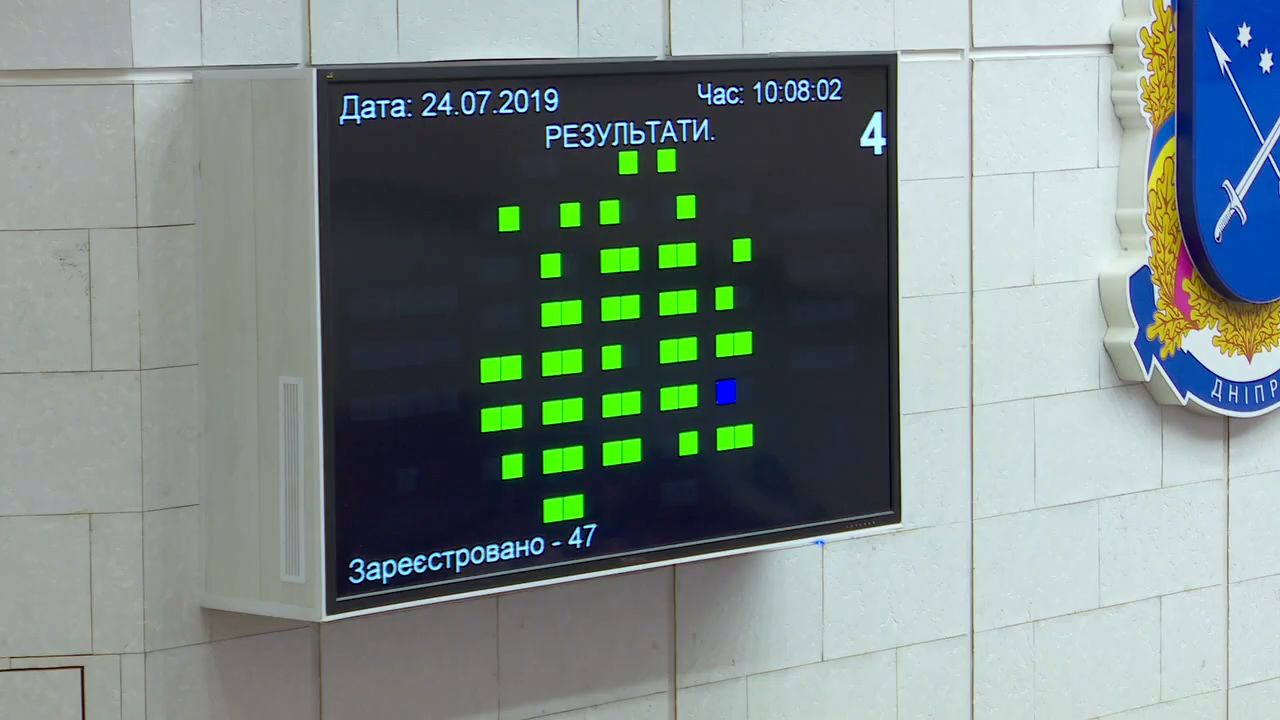 Дата: 24.07.2019
Час: 10:08:02
РЕЗУЛЬТАТИ.
4
Зареєстровано - 47
ДНІПР